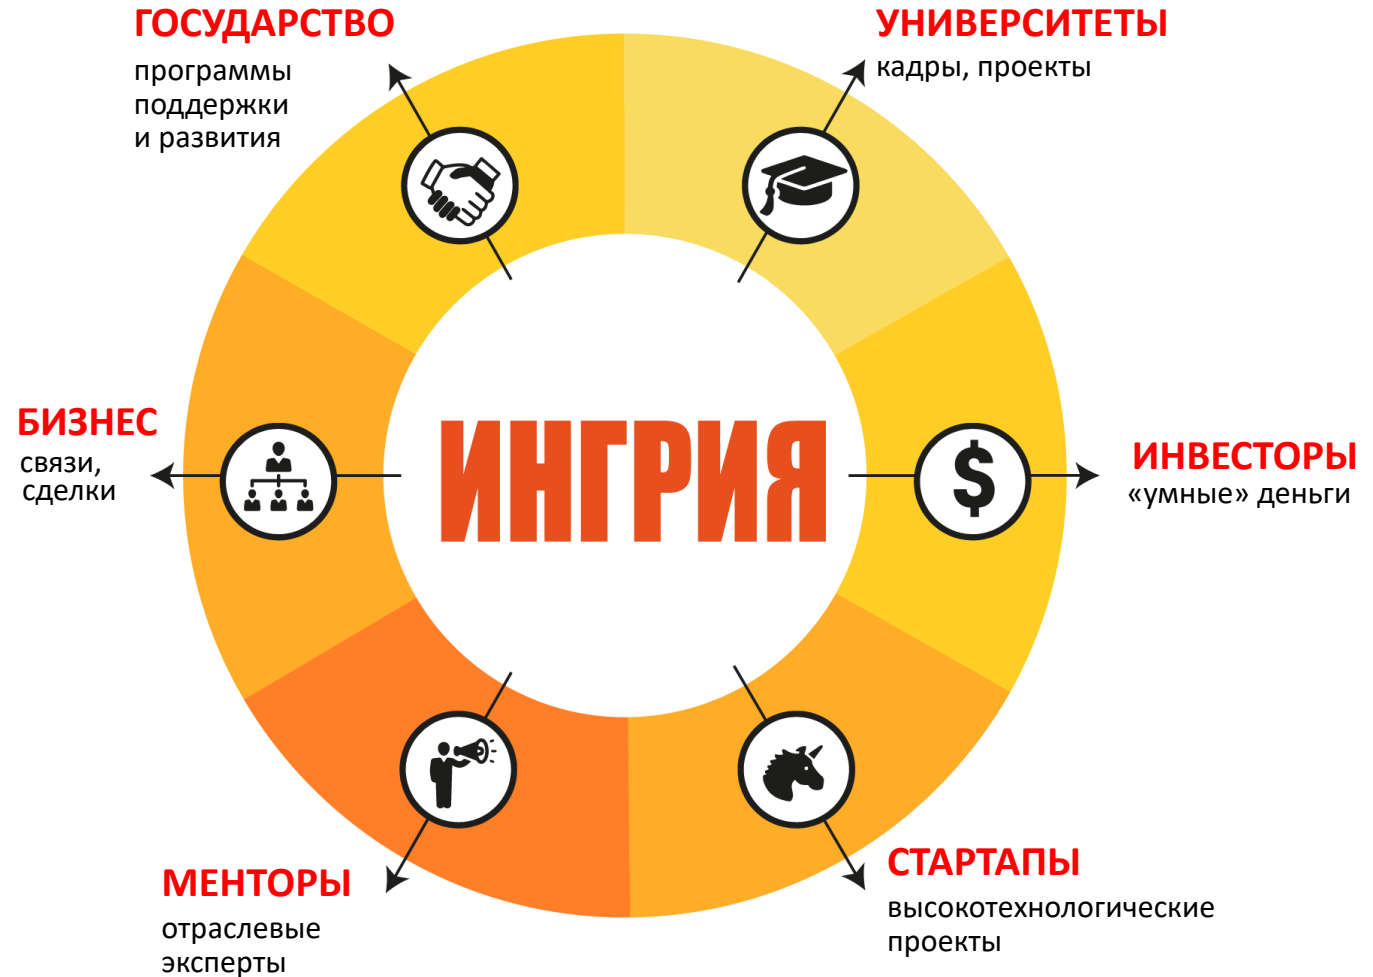 ГОСУДАРСТВО
программы
поддержки
и развития
УНИВЕРСИТЕТЫ
кадры, проекты
БИЗНЕС
связи,
сделки
ИНГРИЯ
ИНВЕСТОРЫ
«умные» деньги
МЕНТОРЫ
отраслевые
эксперты
СТАРТАПЫ
высокотехнологические
проекты